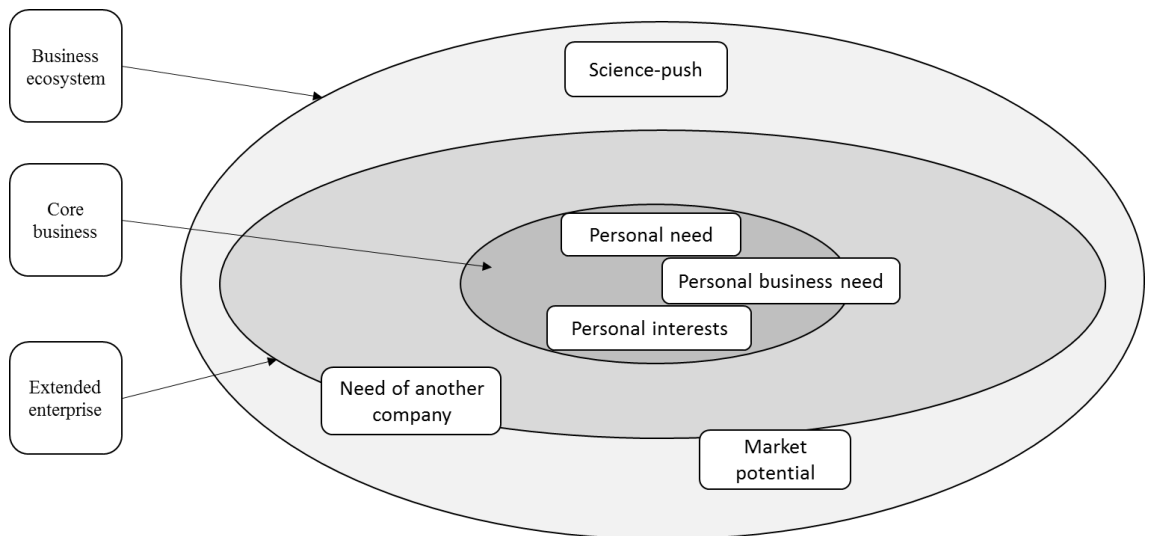 Business
ecosystem
Science-push
Core
business
Personal need
Personal business need
Personal interests
Extended
enterprise
Need of another
company
Market
potential